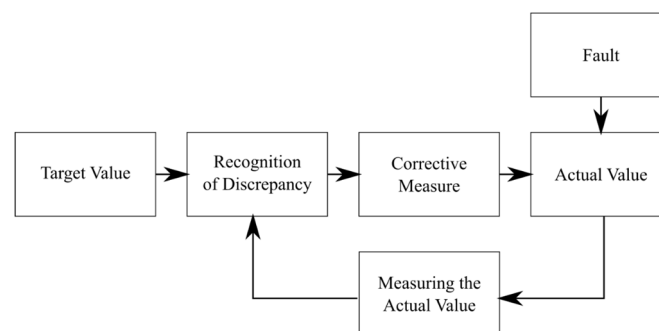 Fault
Target Value
Recognition
of Discrepancy
Corrective
Measure
Actual Value
Measuring the
Actual Value